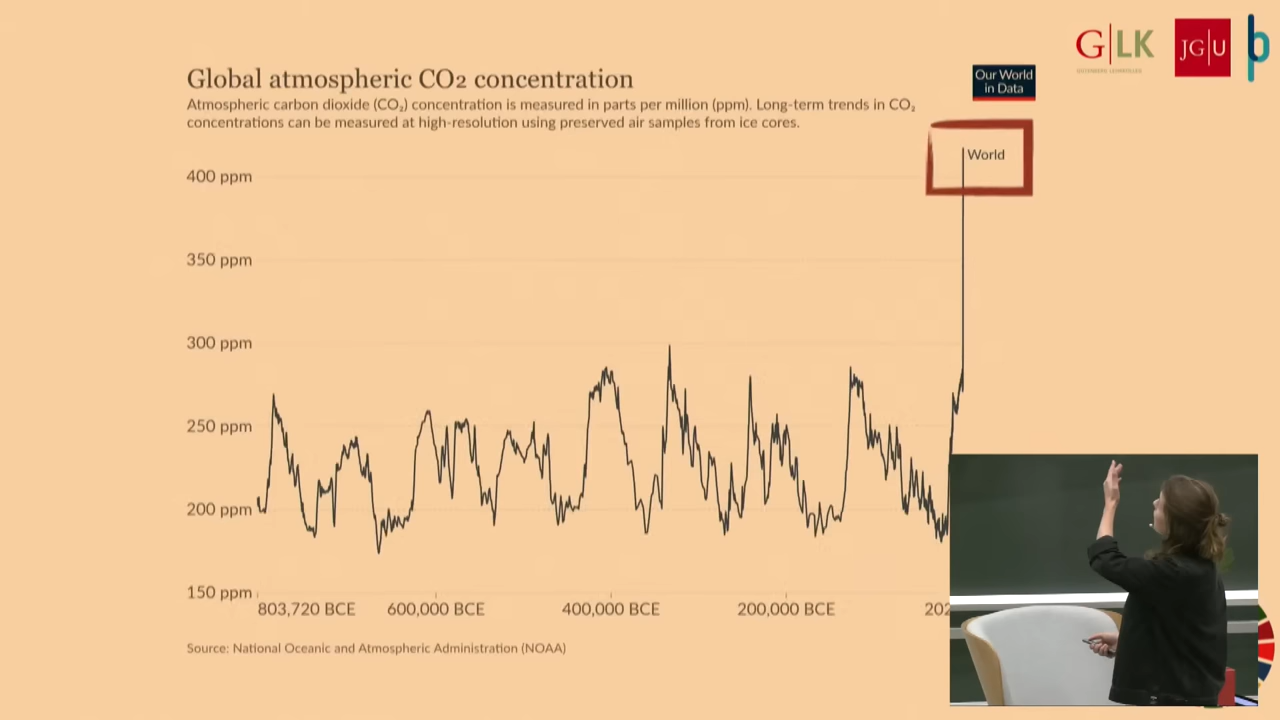 G|LK
JG|U
Global atmospheric CO2 concentration
Our World
in Data
Atmospheric carbon dioxide (CO₂) concentration is measured in parts per million (ppm). Long-term trends in CO₂
concentrations can be measured at high-resolution using preserved air samples from ice cores.
World
400 ppm
350 ppm
300 ppm
250 ppm
200 ppm
150 ppm
803,720 BCE 600,000 BCE 400,000 BCE 200,000 BCE 202
Source: National Oceanic and Atmospheric Administration (NOAA)